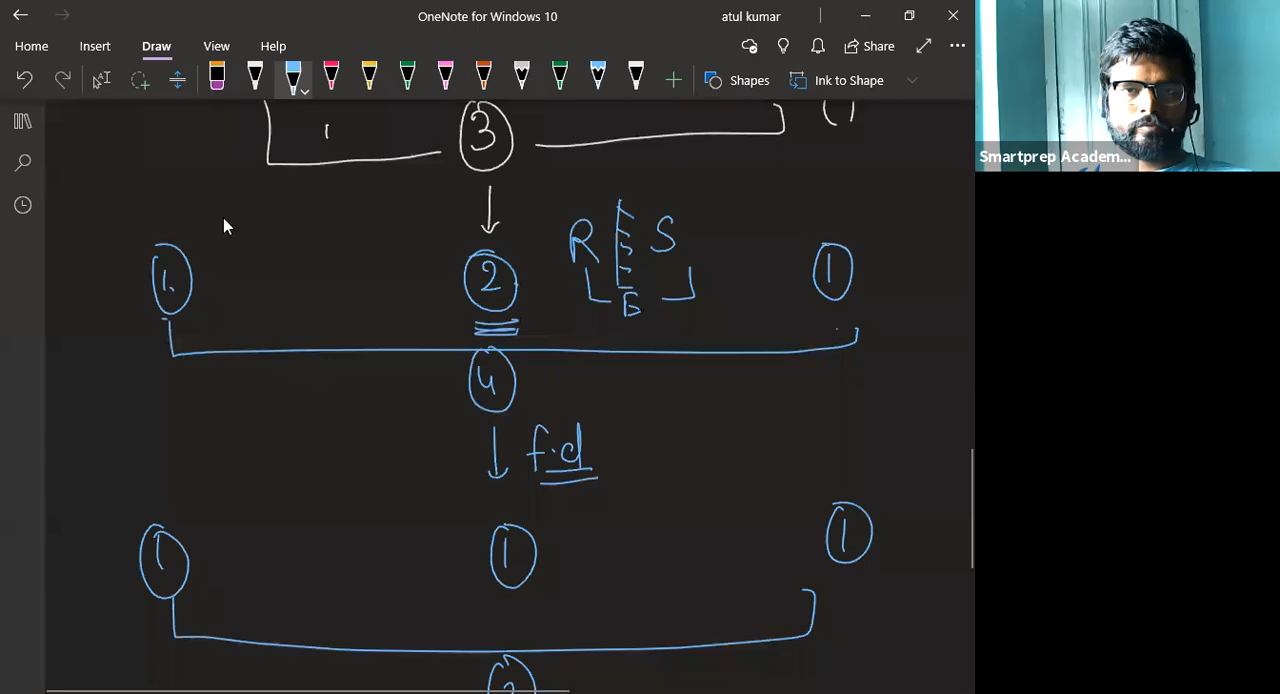 OneNote for Windows 10
atul kumar
Home Insert Draw View Help
Share
Shapes
Ink to Shape
1 3 ( )
R S
1. 2 1
B
4
f.d
1 1 1
Smartprep Academ...